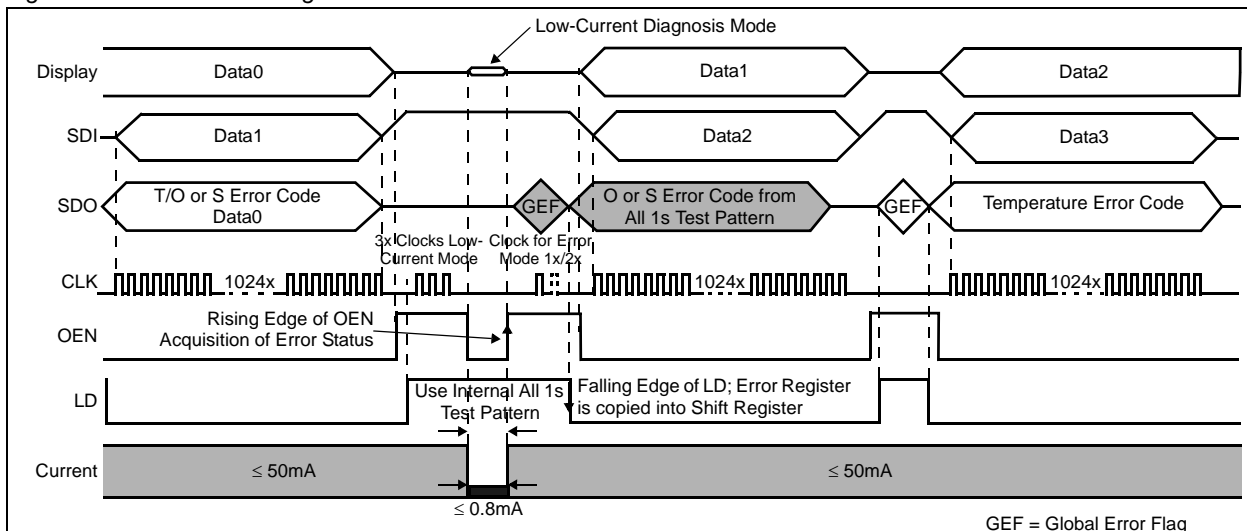 Low-Current Diagnosis Mode
Display
Data0
Data1
Data2
SDI
Data1
Data2
Data3
SDO
T/O or S Error Code
Data0
GEF
O or S Error Code from
All 1s Test Pattern
GEF
Temperature Error Code
3x Clocks Low-
Current Mode
Clock for Error
Mode 1x/2x
CLK
1024x
1024x
1024x
OEN
Rising Edge of OEN
Acquisition of Error Status
LD
Use Internal All 1s
Test Pattern
Falling Edge of LD; Error Register
is copied into Shift Register
Current
≤ 50mA
≤ 50mA
≤ 0.8mA
GEF = Global Error Flag